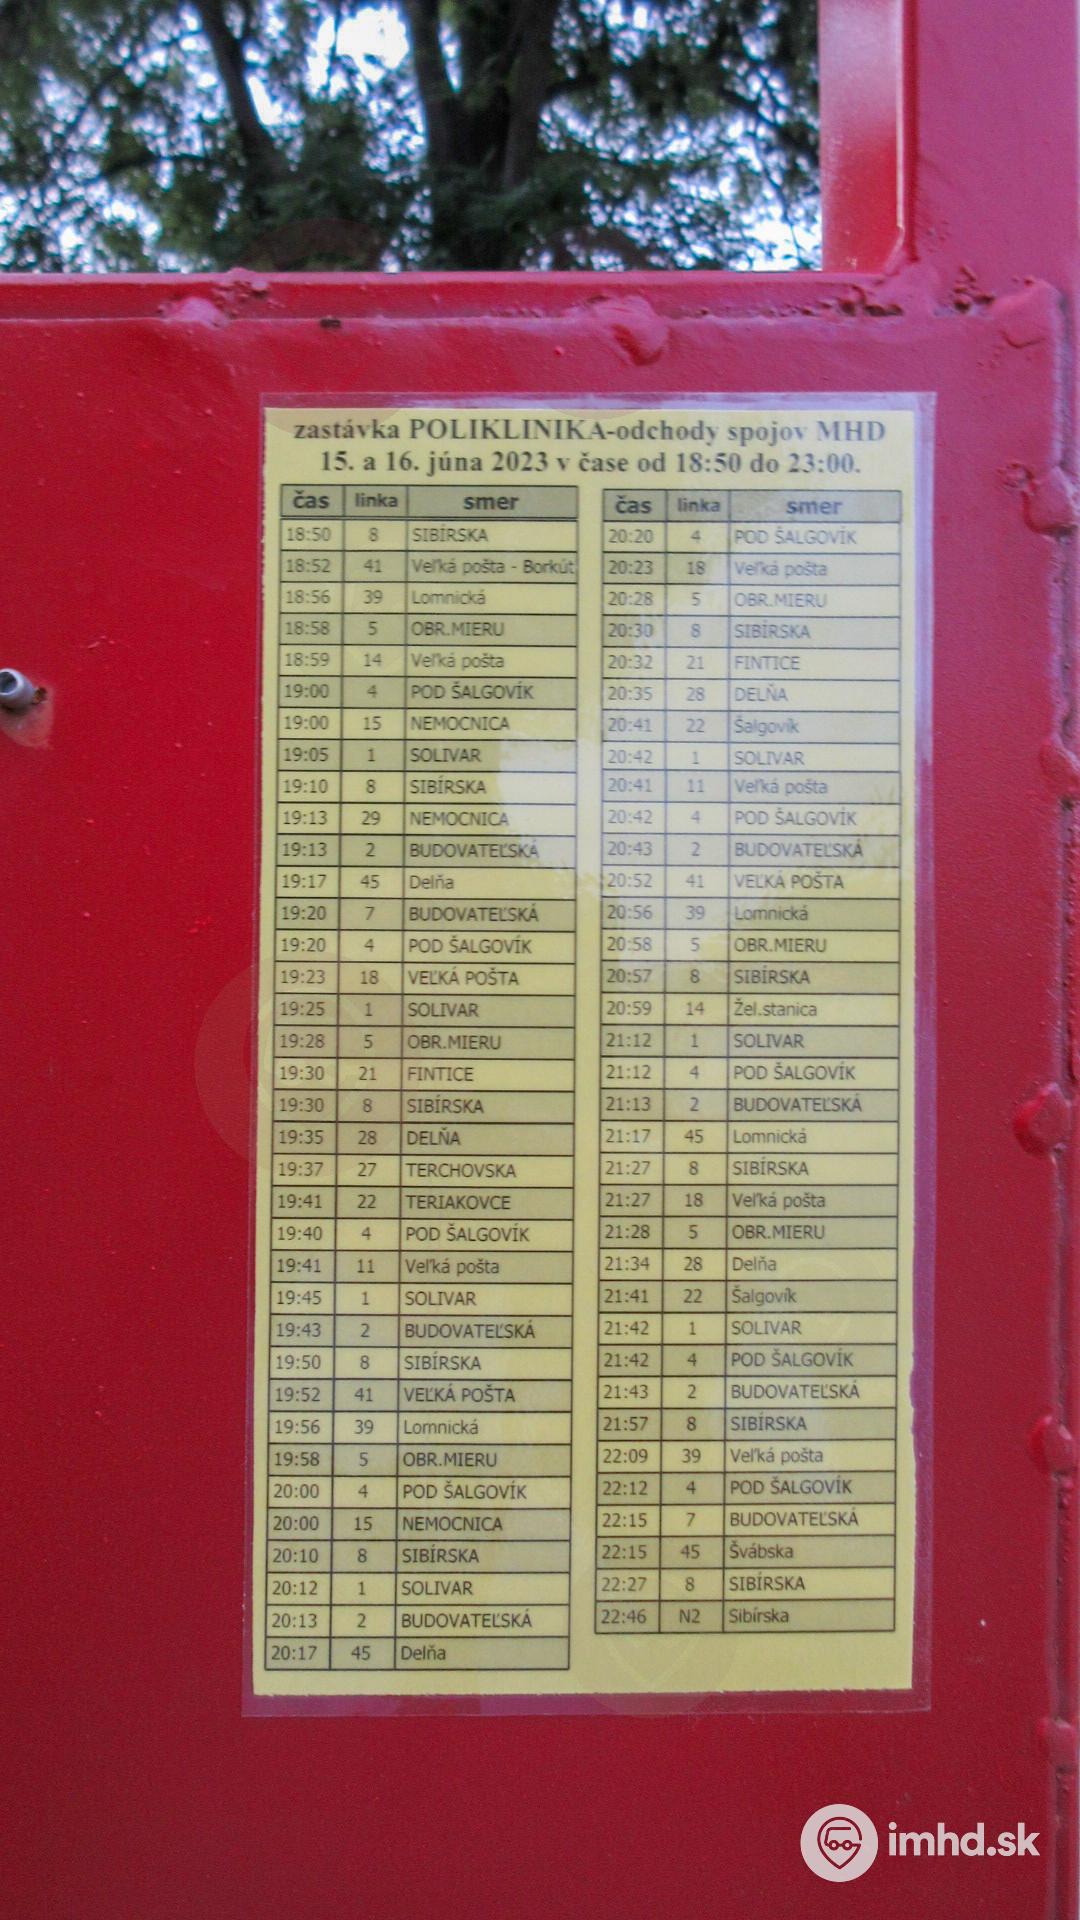 zastávka POLIKLINIKA-odchody spojov MHD
15. a 16. júna 2023 v čase od 18:50 do 23:00.
čas linka smer
18:50 8 SIBÍRSKA
18:52 41 Veľká pošta - Borkút
18:56 39 Lomnická
18:58 5 OBR.MIERU
18:59 14 Veľká pošta
19:00 4 POD ŠALGOVÍK
19:00 15 NEMOCNICA
19:05 1 SOLIVAR
19:10 8 SIBÍRSKA
19:13 29 NEMOCNICA
19:13 2 BUDOVATEĽSKÁ
19:17 45 Delňa
19:20 7 BUDOVATEĽSKÁ
19:20 4 POD ŠALGOVÍK
19:23 18 VEĽKÁ POŠTA
19:25 1 SOLIVAR
19:28 5 OBR.MIERU
19:30 21 FINTICE
19:30 8 SIBÍRSKA
19:35 28 DELŇA
19:37 27 TERCHOVSKA
19:41 22 TERIAKOVCE
19:40 4 POD ŠALGOVÍK
19:41 11 Veľká pošta
19:45 1 SOLIVAR
19:43 2 BUDOVATEĽSKÁ
19:50 8 SIBÍRSKA
19:52 41 VEĽKÁ POŠTA
19:56 39 Lomnická
19:58 5 OBR.MIERU
20:00 4 POD ŠALGOVÍK
20:00 15 NEMOCNICA
20:10 8 SIBÍRSKA
20:12 1 SOLIVAR
20:13 2 BUDOVATEĽSKÁ
20:17 45 Delňa
čas linka smer
20:20 4 POD ŠALGOVÍK
20:23 18 Veľká pošta
20:28 5 OBR.MIERU
20:30 8 SIBÍRSKA
20:32 21 FINTICE
20:35 28 DELŇA
20:41 22 Šalgovík
20:42 1 SOLIVAR
20:41 11 Veľká pošta
20:42 4 POD ŠALGOVÍK
20:43 2 BUDOVATEĽSKÁ
20:52 41 VEĽKÁ POŠTA
20:56 39 Lomnická
20:58 5 OBR.MIERU
20:57 8 SIBÍRSKA
20:59 14 Žel.stanica
21:12 1 SOLIVAR
21:12 4 POD ŠALGOVÍK
21:13 2 BUDOVATEĽSKÁ
21:17 45 Lomnická
21:27 8 SIBÍRSKA
21:27 18 Veľká pošta
21:28 5 OBR.MIERU
21:34 28 Delňa
21:41 22 Šalgovík
21:42 1 SOLIVAR
21:42 4 POD ŠALGOVÍK
21:43 2 BUDOVATEĽSKÁ
21:57 8 SIBÍRSKA
22:09 39 Veľká pošta
22:12 4 POD ŠALGOVÍK
22:15 7 BUDOVATEĽSKÁ
22:15 45 Švábska
22:27 8 SIBÍRSKA
22:46 N2 Sibírska
imhd.sk